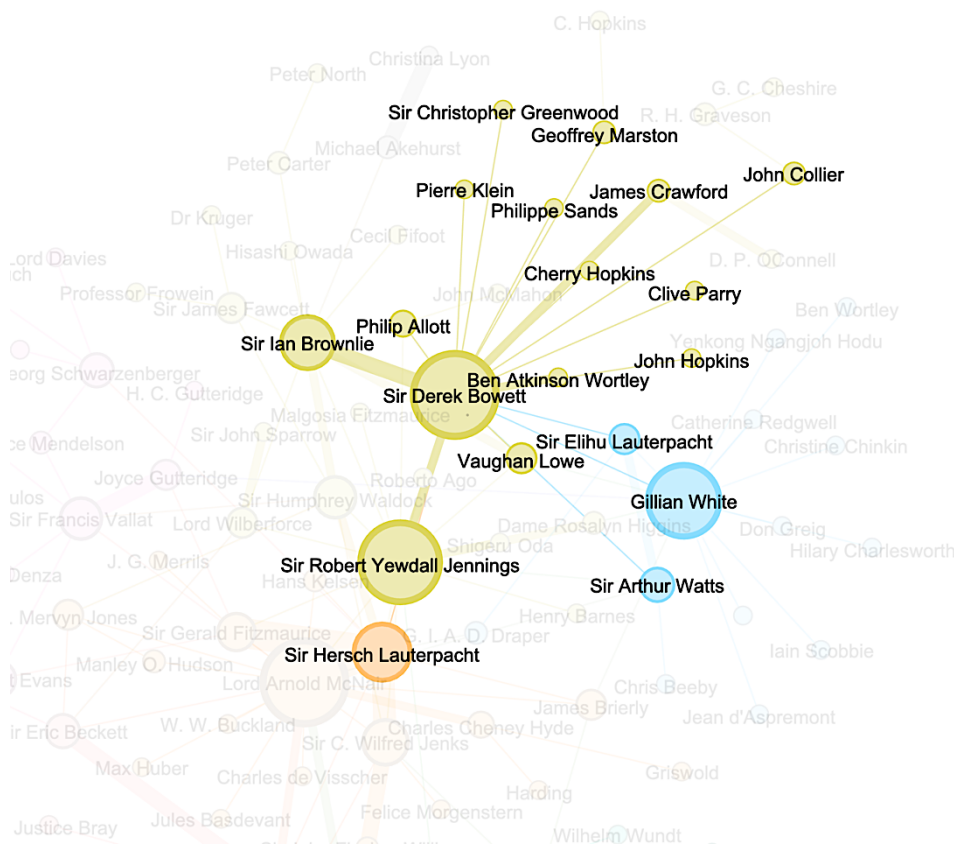 C. Hopkins
Christina Lyon
Peter North
G. C. Cheshire
Sir Christopher Greenwood
R. H. Graveson
Geoffrey Marston
Michael Akehurst
Peter Carter
John Collier
Pierre Klein
James Crawford
Philippe Sands
Dr Kruger
Cecil Fifoot
Hisashi Owada
Lord Davies
D. P. OConnell
ch
Cherry Hopkins
Professor Frowein
John McMahon
Clive Parry
Sir James Fawcett
Ben Wortley
Philip Allott
Sir Ian Brownlie
Yenkong Ngangjoh Hodu
John Hopkins
eorg Schwarzenberger
Ben Atkinson Wortley
H. C. Gutteridge
Sir Derek Bowett
Malgosia Fitzmaurice
Catherine Redgwell
Sir John Sparrow
ce Mendelson
Sir Elihu Lauterpacht
Christine Chinkin
Vaughan Lowe
Joyce Gutteridge
Roberto Ago
oulos
Sir Humphrey Waldock
Gillian White
Sir Francis Vallat
Lord Wilberforce
Dame Rosalyn Higgins
Don Greig
Shigeru Oda
Hilary Charlesworth
J. G. Merrils
Sir Robert Yewdall Jennings
Denza
Hans Kelsen
Sir Arthur Watts
. Mervyn Jones
Henry Barnes
Sir Gerald Fitzmaurice
G. I. A. D. Draper
Iain Scobbie
Sir Hersch Lauterpacht
Manley O. Hudson
t Evans
Lord Arnold McNair
Chris Beeby
James Brierly
Jean d'Aspremont
ir Eric Beckett
W. W. Buckland
Charles Cheney Hyde
Sir C. Wilfred Jenks
Max Huber
Charles de Visscher
Griswold
Harding
Felice Morgenstern
Jules Basdevant
Justice Bray
Wilhelm Wundt